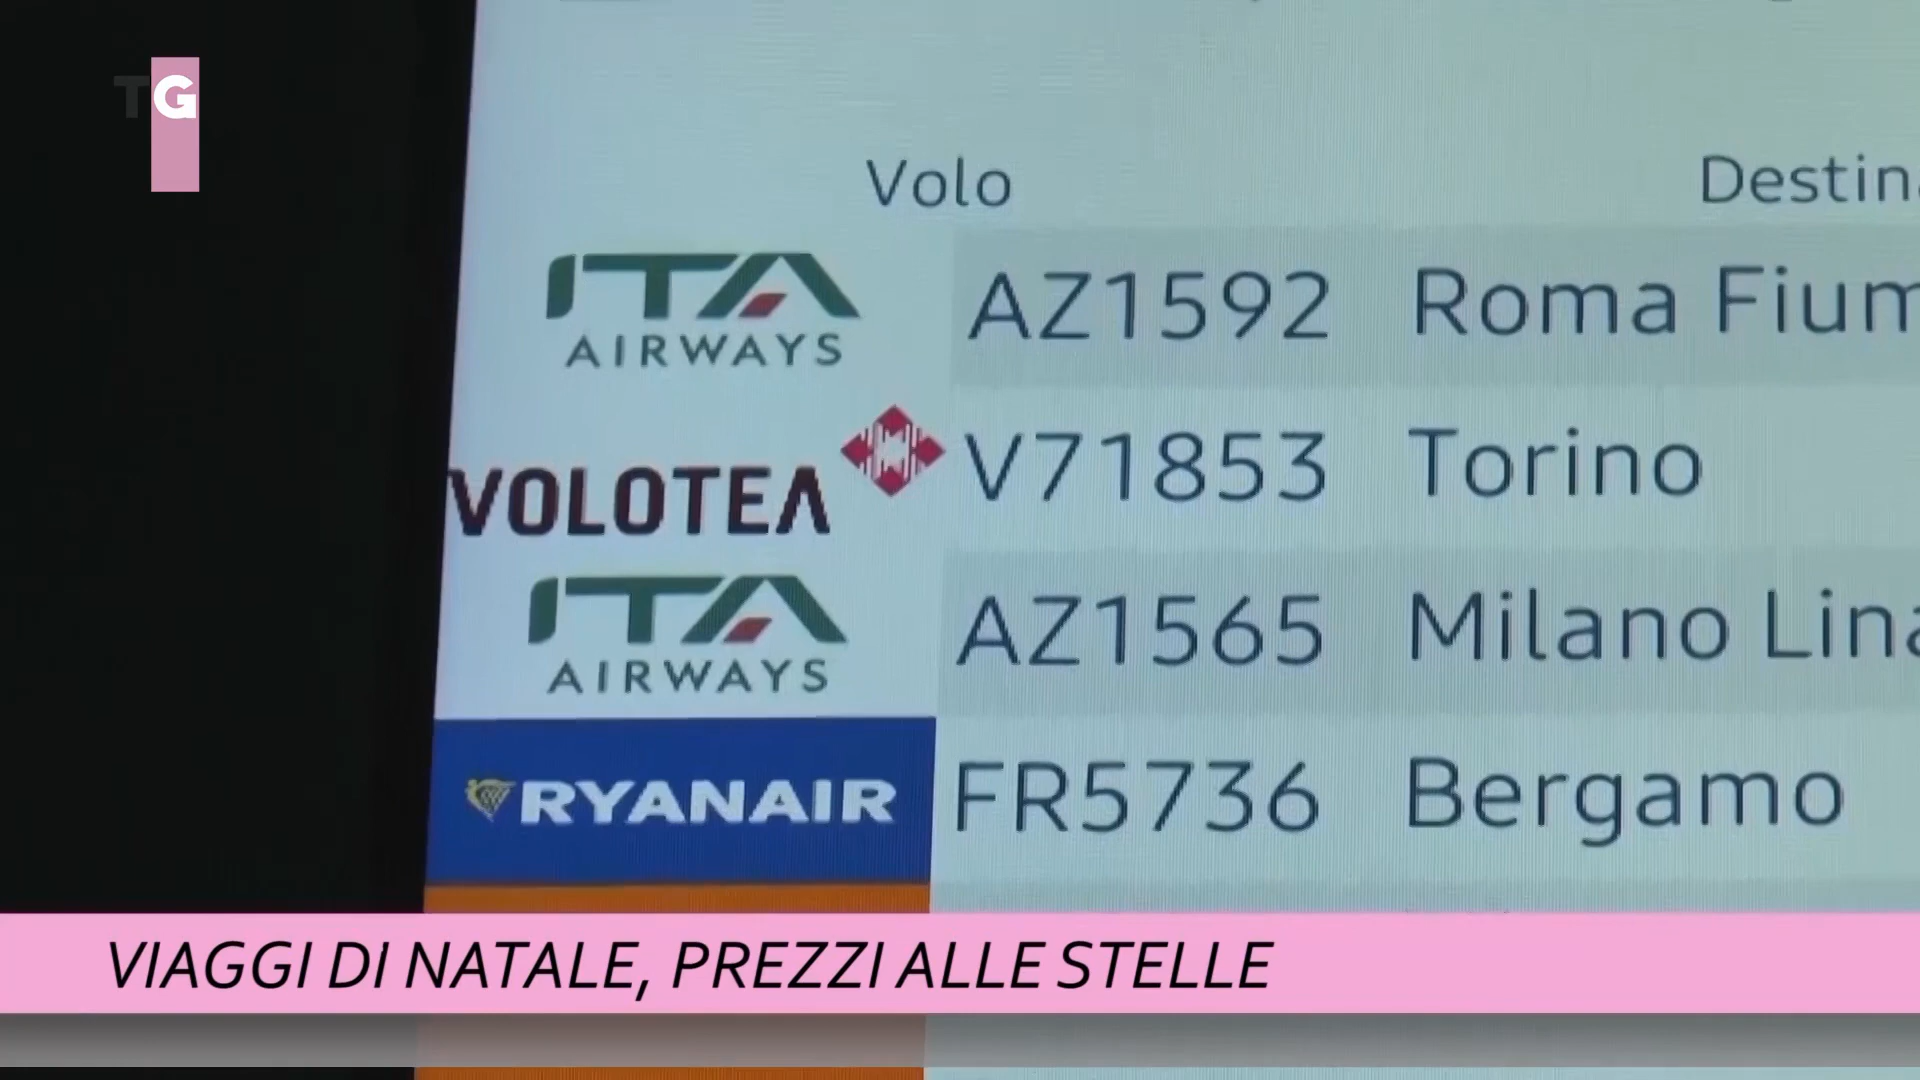 TG
Volo Destina
ITA AIRWAYS AZ1592 Roma Fium
VOLOTEA V71853 Torino
ITA AIRWAYS AZ1565 Milano Lina
RYANAIR FR5736 Bergamo
VIAGGI DI NATALE, PREZZI ALLE STELLE